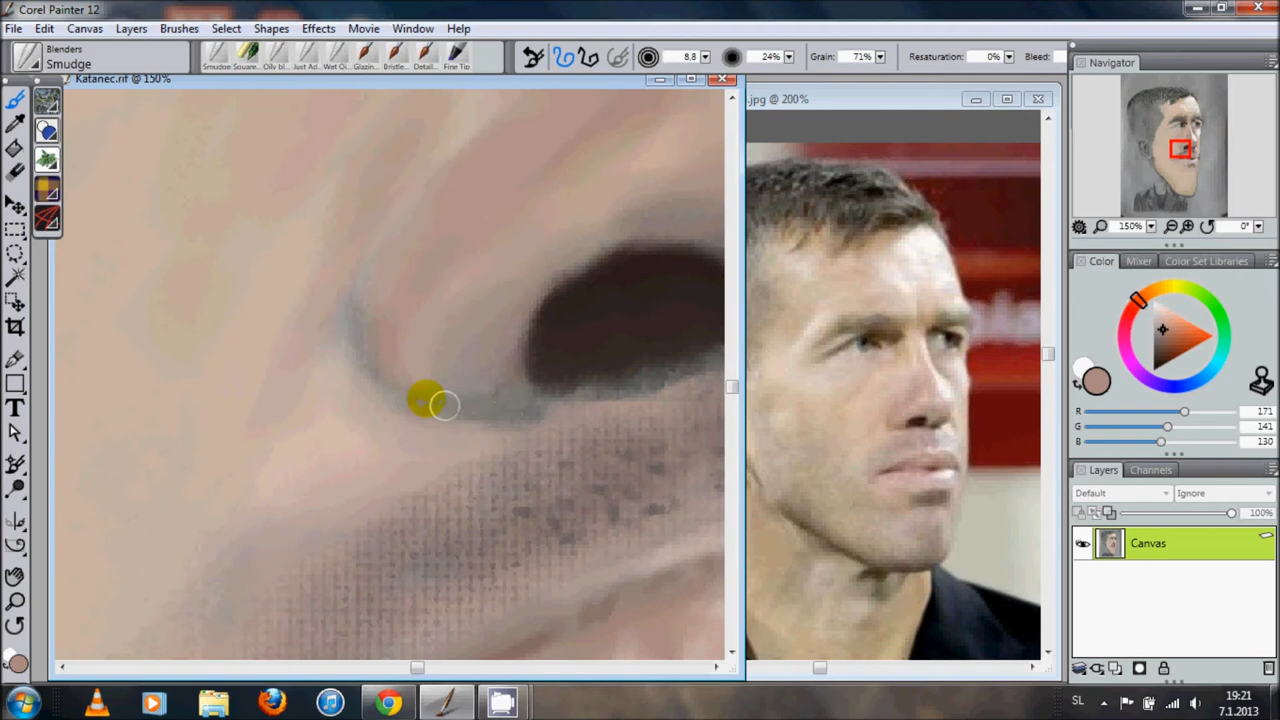 Corel Painter 12
File Edit Canvas Layers Brushes Select Shapes Effects Movie Window Help
Blenders
Smudge
Smudge Square... Oily bl... Just Ad... Wet Oi... Glazin... Bristle... Detail... Fine Tip
8,8
24%
Grain: 71%
Resaturation: 0%
Bleed:
Katanec.rif @ 150%
.jpg @ 200%
Navigator
150%
0°
Color Mixer Color Set Libraries
R 171
G 141
B 130
Layers Channels
Default Ignore
100%
Canvas
T
SL
19:21
7.1.2013